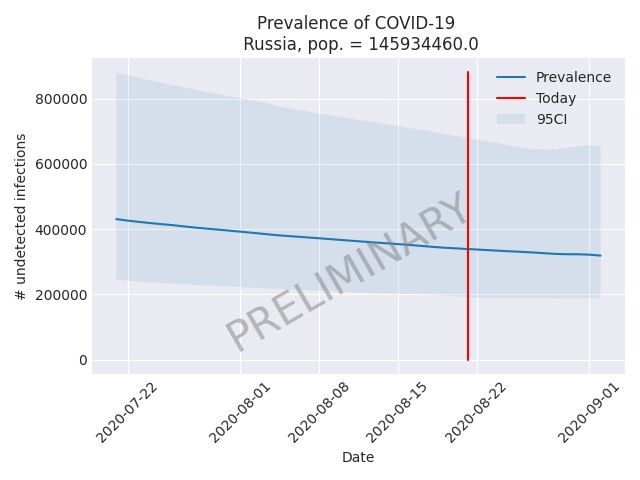 Prevalence of COVID-19
Russia, pop. = 145934460.0
Prevalence
Today
95CI
# undetected infections
800000
600000
400000
200000
0
PRELIMINARY
2020-07-22
2020-08-01
2020-08-08
2020-08-15
2020-08-22
2020-09-01
Date